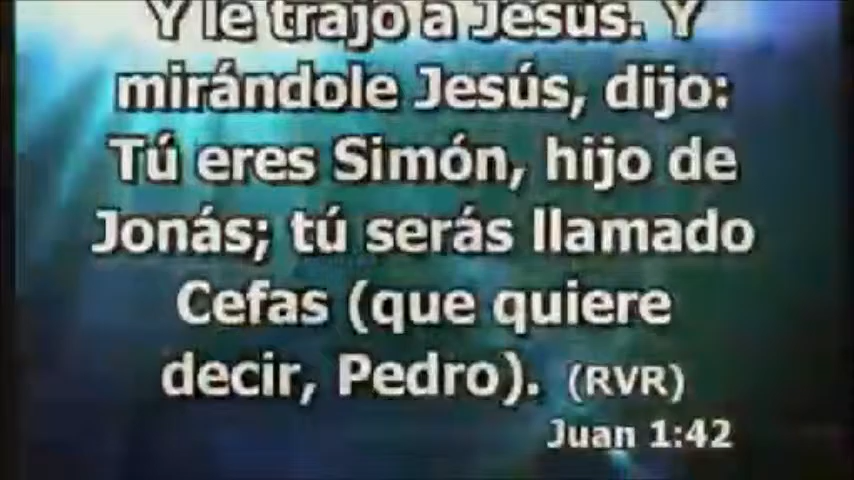 Y le trajo a Jesús. Y
mirándole Jesús, dijo:
Tú eres Simón, hijo de
Jonás; tú serás llamado
Cefas (que quiere
decir, Pedro). (RVR)
Juan 1:42